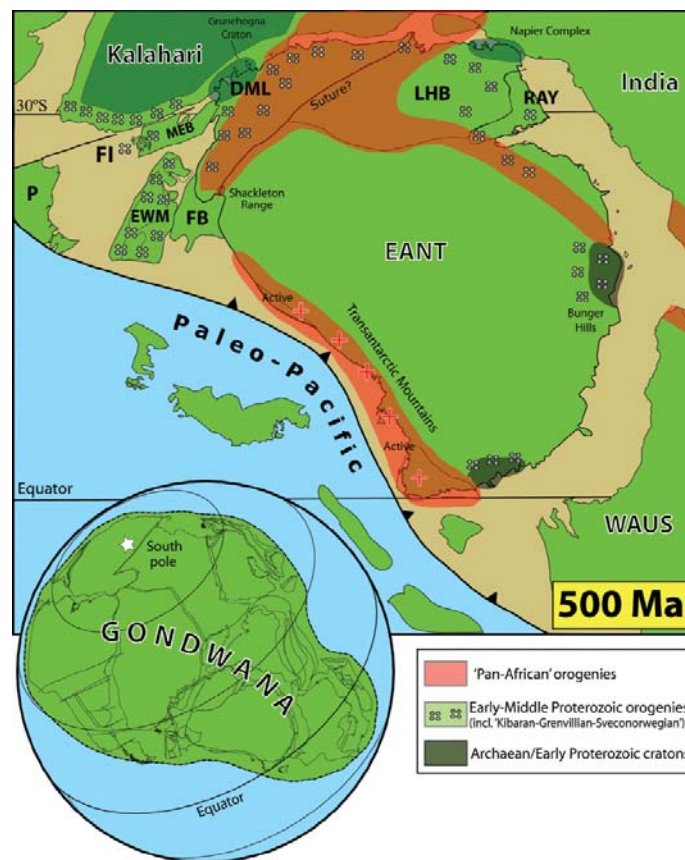 Grunehogna
Craton
Kalahari
Napier Complex
India
DML
Suture?
LHB
RAY
30ºS
MEB
FI
P
EWM
FB
Shackleton
Range
EANT
Bunger
Hills
Active
Transantarctic Mountains
Paleo-Pacific
Active
Equator
WAUS
500 Ma
South
pole
GONDWANA
Equator
'Pan-African' orogenies
Early-Middle Proterozoic orogenies
(incl. 'Kibaran-Grenvillian-Sveconorwegian')
Archaean/Early Proterozoic cratons